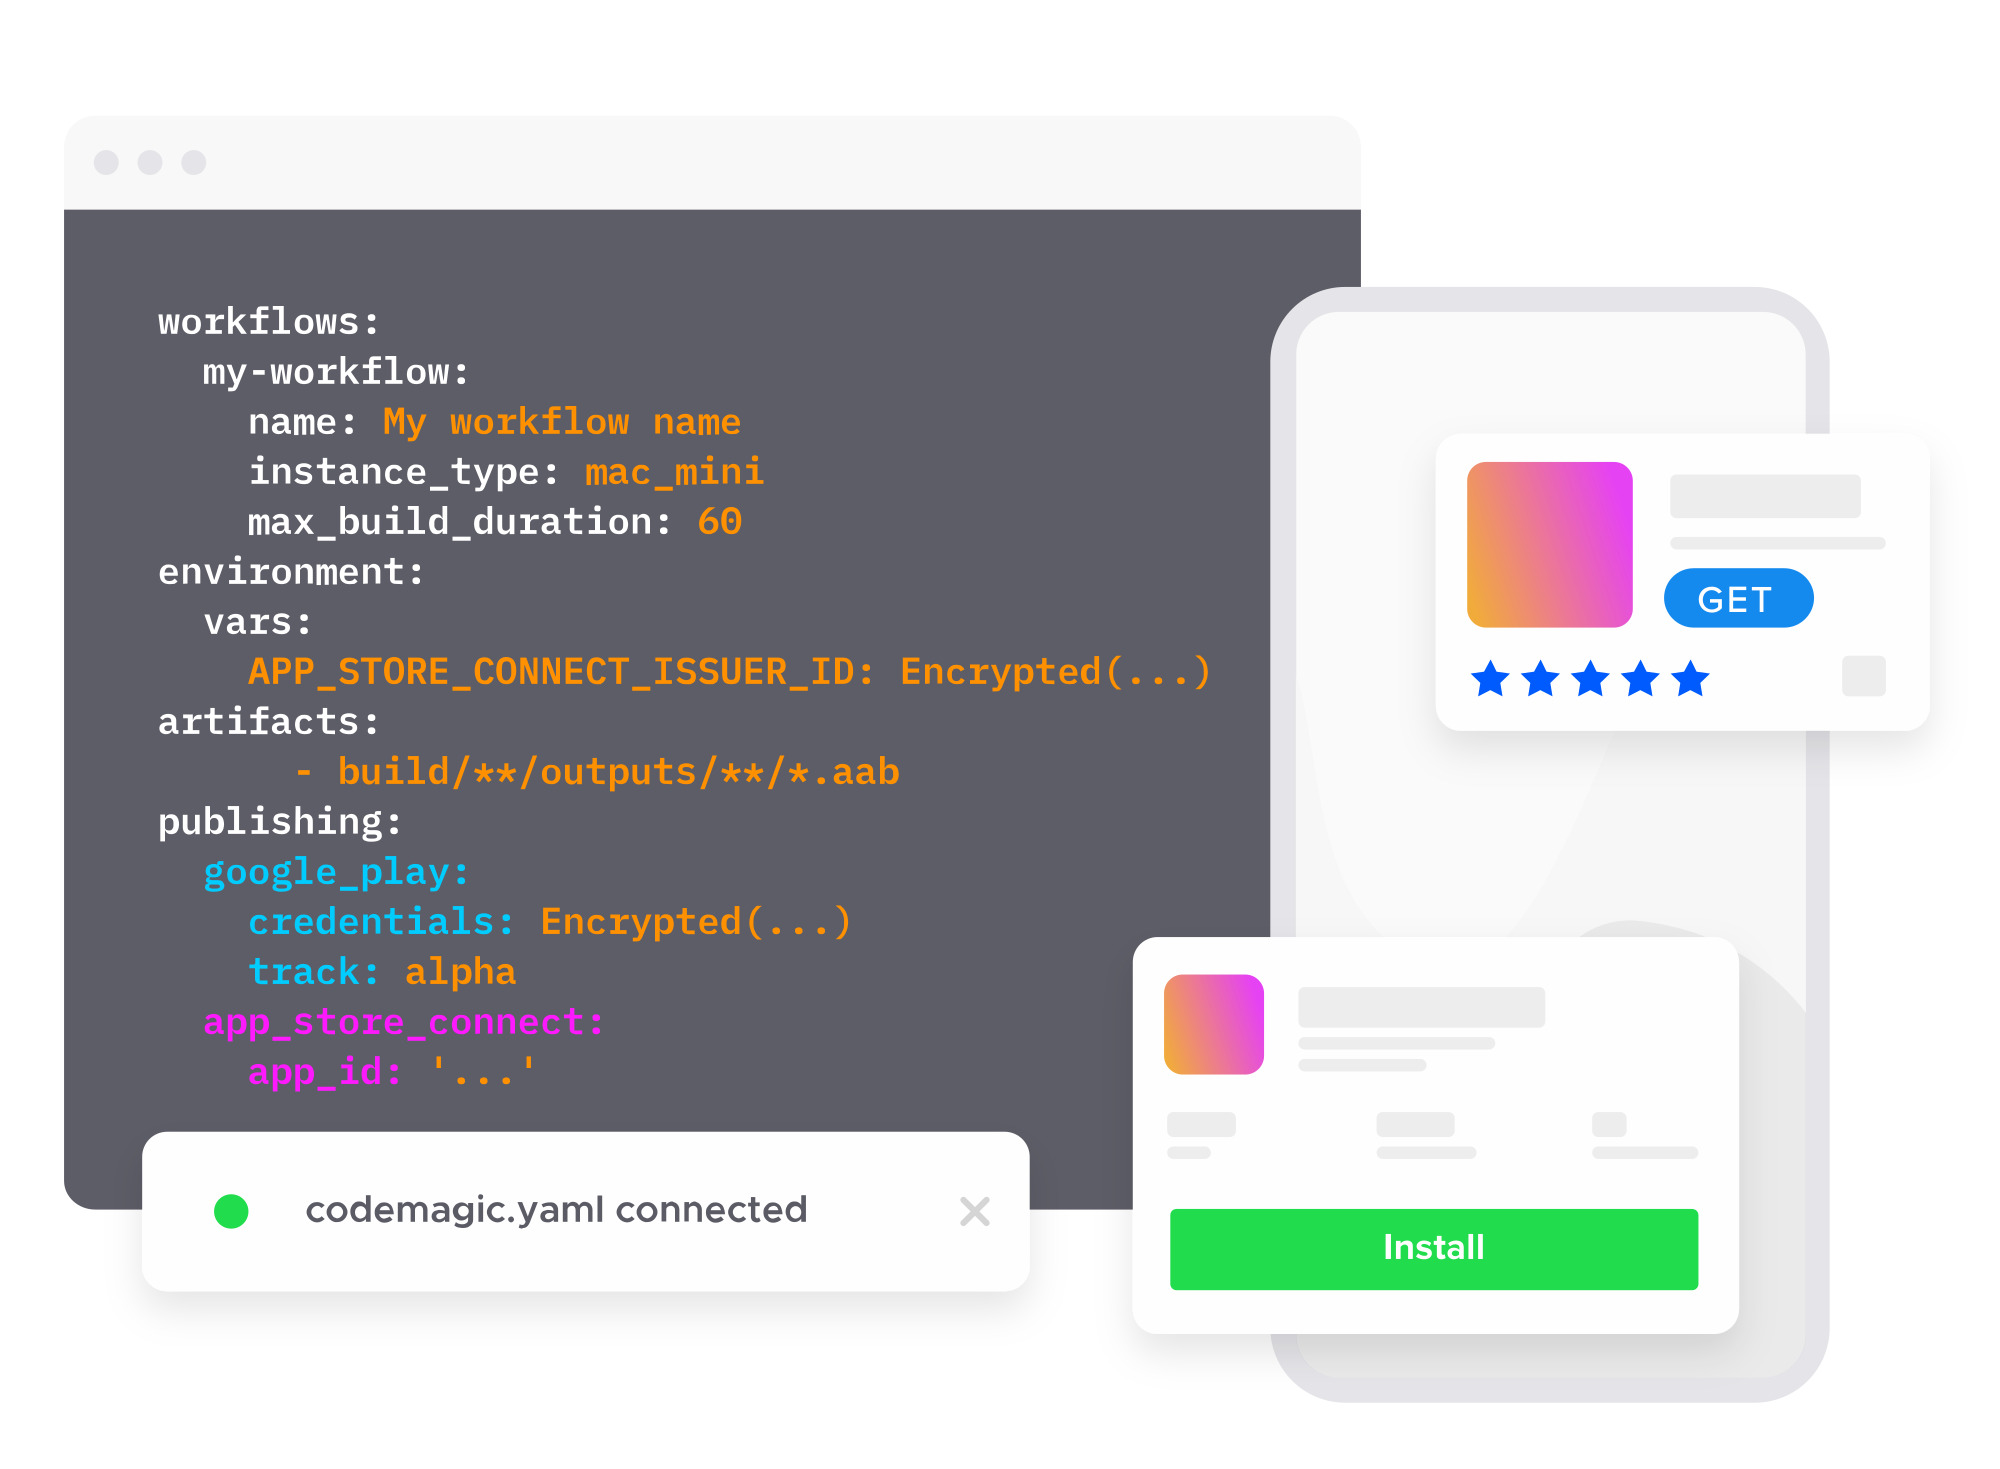 workflows:
my-workflow:
name: My workflow name
instance_type: mac_mini
max_build_duration: 60
environment:
vars:
APP_STORE_CONNECT_ISSUER_ID: Encrypted(...)
artifacts:
- build/**/outputs/**/*.aab
publishing:
google_play:
credentials: Encrypted(...)
track: alpha
app_store_connect:
app_id: '...'
codemagic.yaml connected
GET
Install